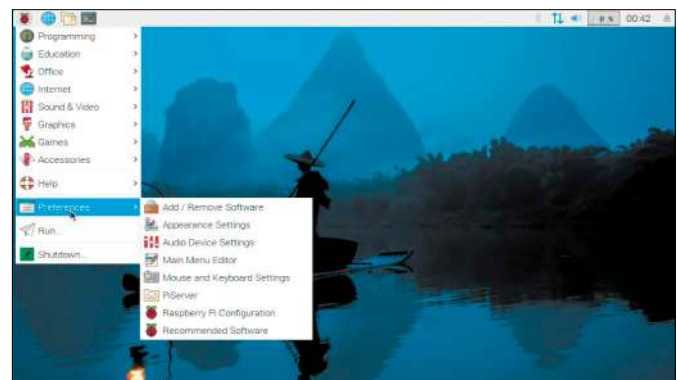 00:42
Programming
Education
Office
Internet
Sound & Video
Graphics
Games
Accessories
Help
Preferences
Run...
Shutdown...
Add / Remove Software
Appearance Settings
Audio Device Settings
Main Menu Editor
Mouse and Keyboard Settings
PiServer
Raspberry Pi Configuration
Recommended Software